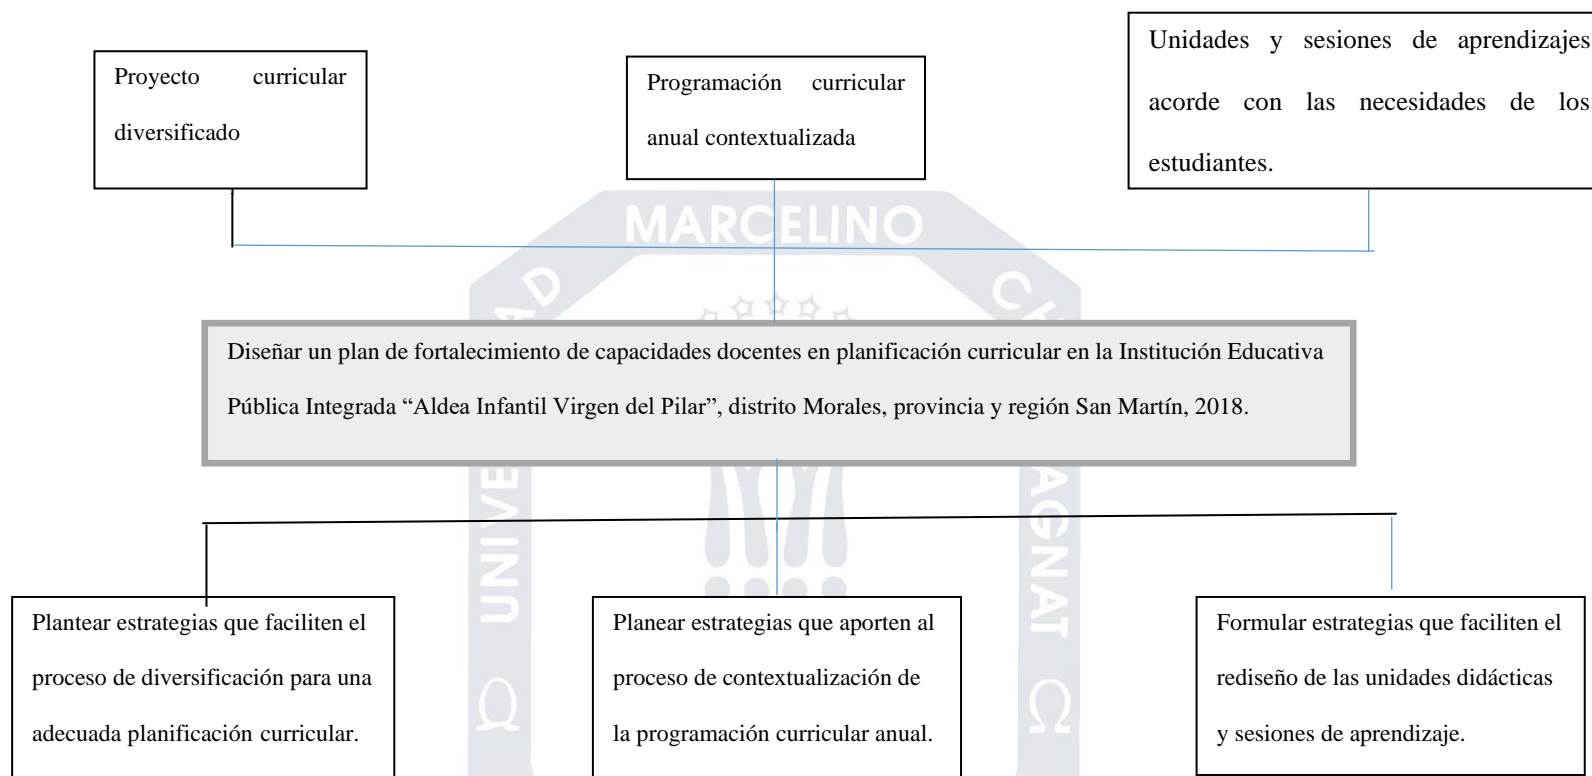 Proyecto curricular
diversificado
Programación curricular
anual contextualizada
Unidades y sesiones de aprendizajes
acorde con las necesidades de los
estudiantes.
MARCELINO
Diseñar un plan de fortalecimiento de capacidades docentes en planificación curricular en la Institución Educativa
Pública Integrada “Aldea Infantil Virgen del Pilar”, distrito Morales, provincia y región San Martín, 2018.
Plantear estrategias que faciliten el
proceso de diversificación para una
adecuada planificación curricular.
Planear estrategias que aporten al
proceso de contextualización de
la programación curricular anual.
Formular estrategias que faciliten el
rediseño de las unidades didácticas
y sesiones de aprendizaje.